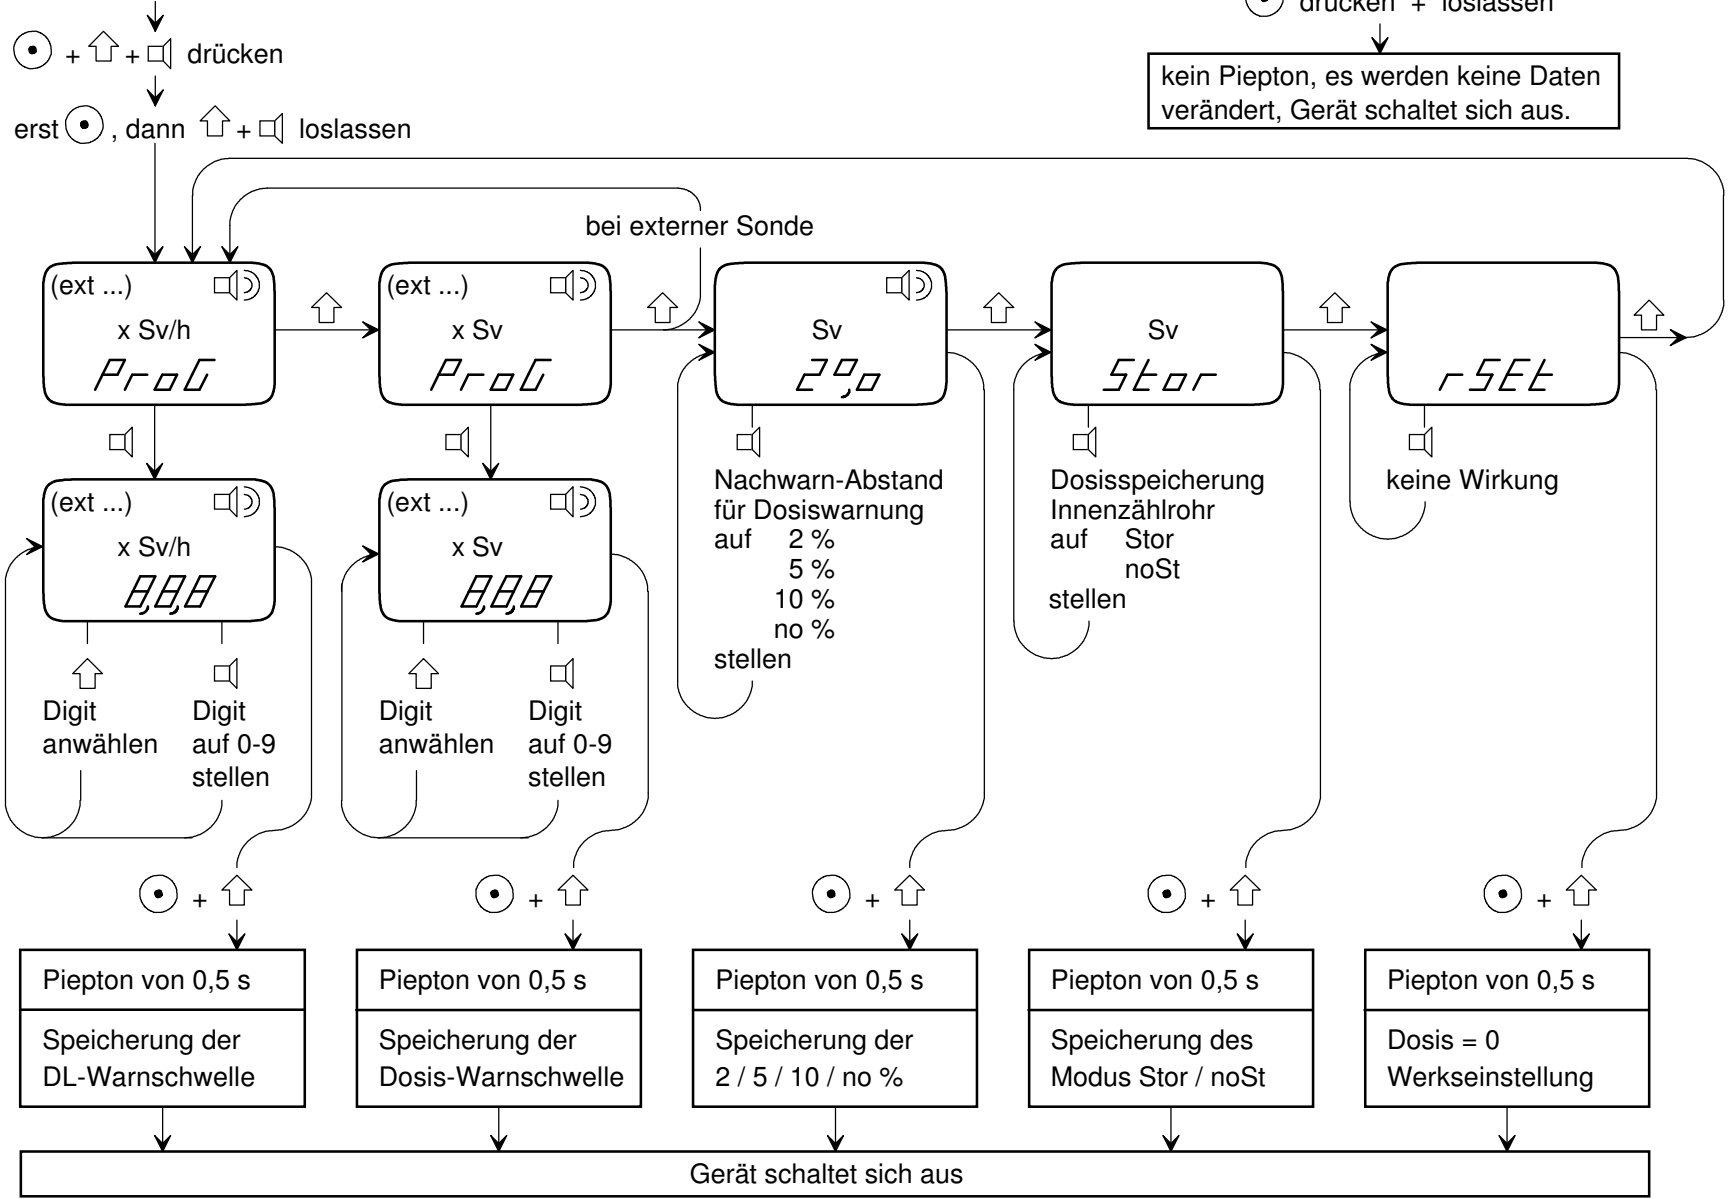 drücken + loslassen
+ + drücken
kein Piepton, es werden keine Daten
verändert, Gerät schaltet sich aus.
erst , dann + loslassen
bei externer Sonde
(ext ...)
x Sv/h
ProG
(ext ...)
x Sv
ProG
Sv
2%
Sv
Stor
rSEt
(ext ...)
x Sv/h
8,8,8
Digit
anwählen
Digit
auf 0-9
stellen
(ext ...)
x Sv
8,8,8
Digit
anwählen
Digit
auf 0-9
stellen
Nachwarn-Abstand
für Dosiswarnung
auf 2 %
5 %
10 %
no %
stellen
Dosisspeicherung
Innenzählrohr
auf Stor
noSt
stellen
keine Wirkung
+
+
+
+
+
Piepton von 0,5 s
Speicherung der
DL-Warnschwelle
Piepton von 0,5 s
Speicherung der
Dosis-Warnschwelle
Piepton von 0,5 s
Speicherung der
2 / 5 / 10 / no %
Piepton von 0,5 s
Speicherung des
Modus Stor / noSt
Piepton von 0,5 s
Dosis = 0
Werkseinstellung
Gerät schaltet sich aus